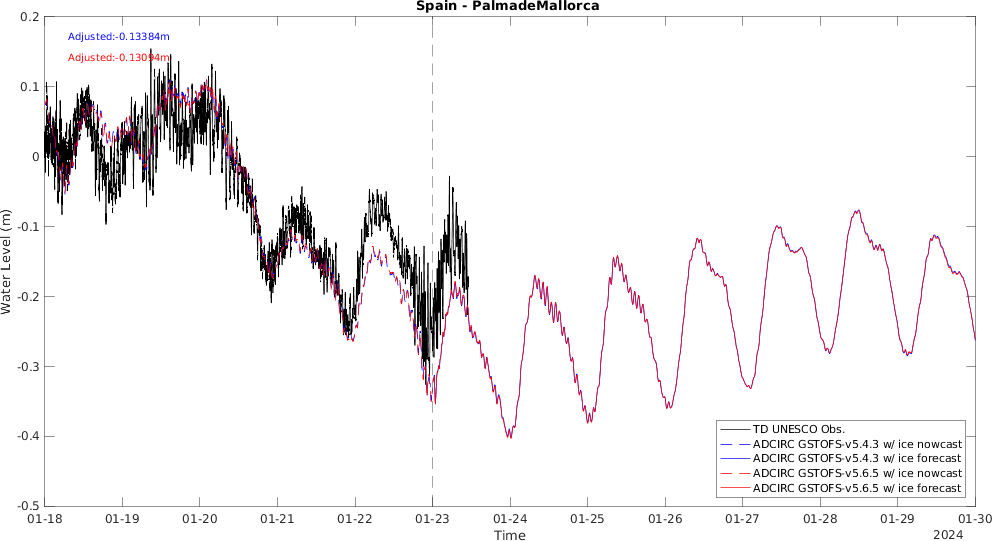 Spain - PalmadeMallorca
Adjusted:-0.13384m
Adjusted:-0.13094m
Water Level (m)
0.2
0.1
0
-0.1
-0.2
-0.3
-0.4
-0.5
TD UNESCO Obs.
ADCIRC GSTOFS-v5.4.3 w/ ice nowcast
ADCIRC GSTOFS-v5.4.3 w/ ice forecast
ADCIRC GSTOFS-v5.6.5 w/ ice nowcast
ADCIRC GSTOFS-v5.6.5 w/ ice forecast
01-18 01-19 01-20 01-21 01-22 01-23 01-24 01-25 01-26 01-27 01-28 01-29 01-30
Time
2024